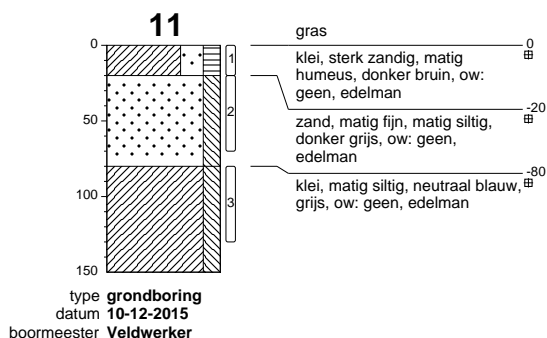 11
gras
0
0
1
klei, sterk zandig, matig
humeus, donker bruin, ow:
geen, edelman
-20
2
50
zand, matig fijn, matig siltig,
donker grijs, ow: geen,
edelman
-80
klei, matig siltig, neutraal blauw,
grijs, ow: geen, edelman
3
100
150
type grondboring
datum 10-12-2015
boormeester Veldwerker